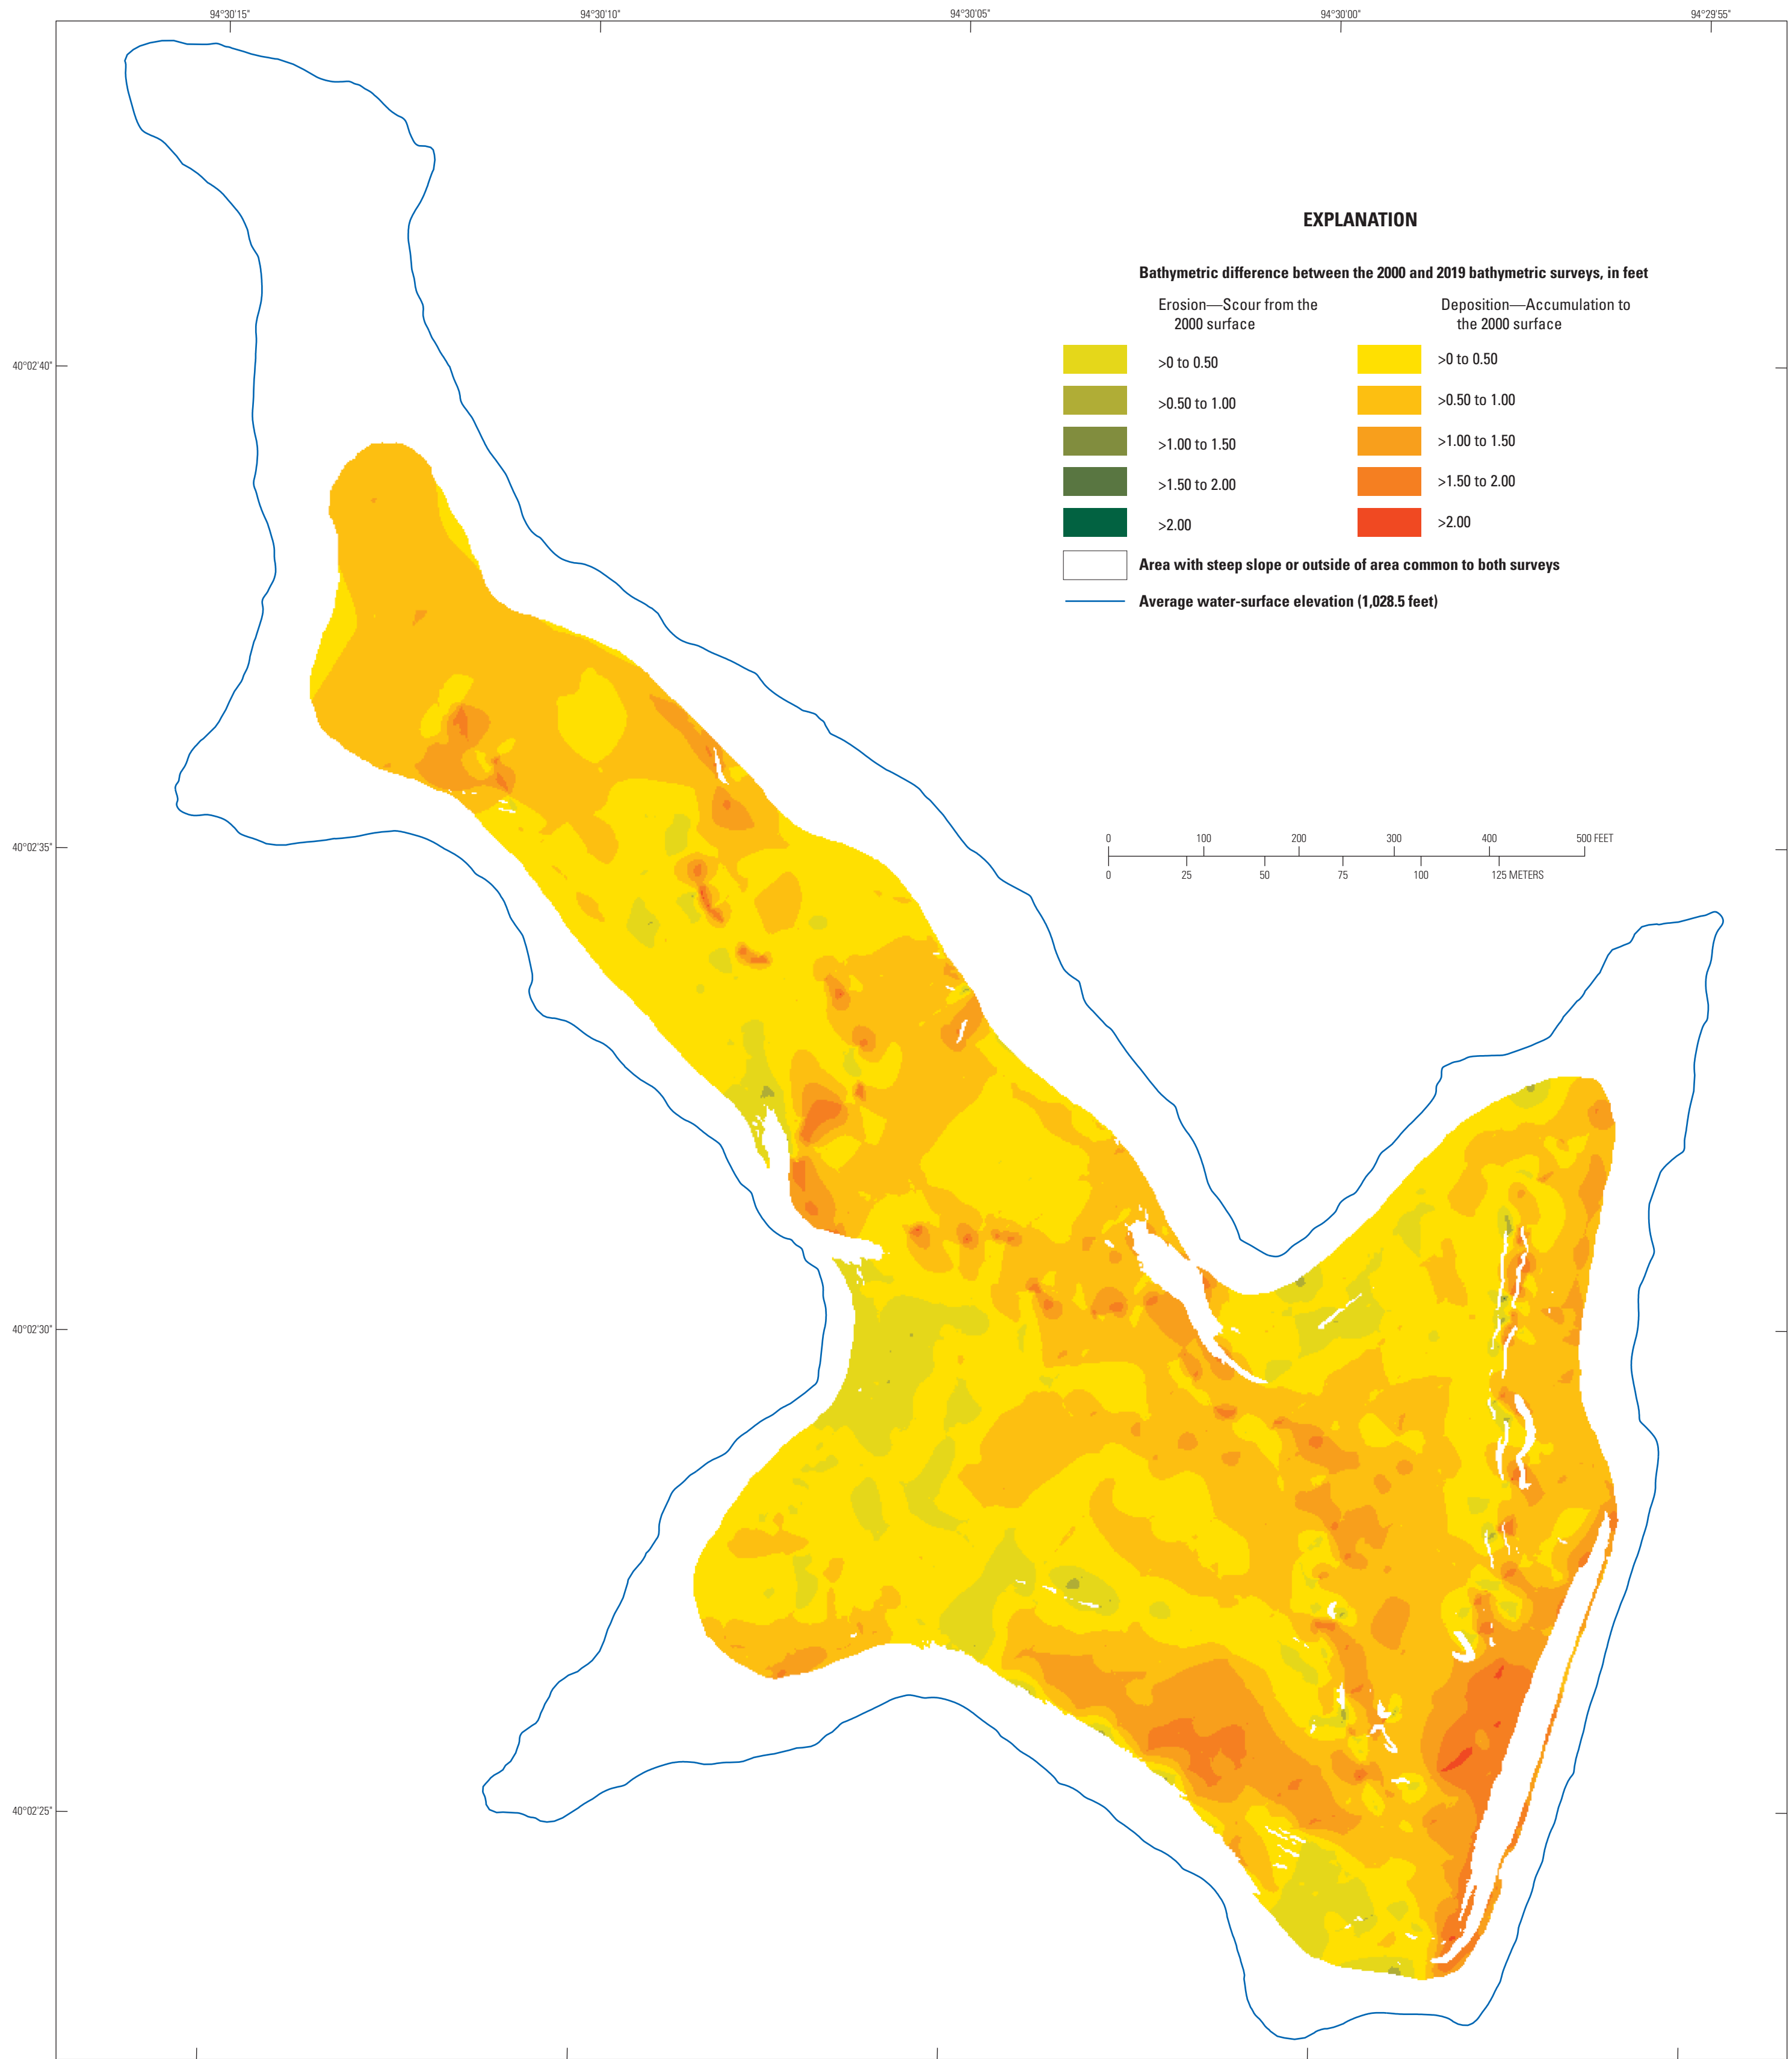 94°30'15" 94°30'10" 94°30'05" 94°30'00" 94°29'55"
EXPLANATION
Bathymetric difference between the 2000 and 2019 bathymetric surveys, in feet
Erosion—Scour from the
2000 surface
>0 to 0.50
>0.50 to 1.00
>1.00 to 1.50
>1.50 to 2.00
>2.00
Deposition—Accumulation to
the 2000 surface
>0 to 0.50
>0.50 to 1.00
>1.00 to 1.50
>1.50 to 2.00
>2.00
Area with steep slope or outside of area common to both surveys
Average water-surface elevation (1,028.5 feet)
40°02'40"
0 100 200 300 400 500 FEET
0 25 50 75 100 125 METERS
40°02'35"
40°02'30"
40°02'25"